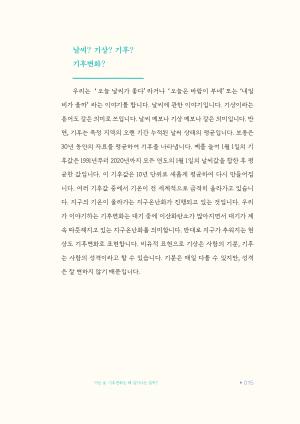 날씨? 기상? 기후?
기후변화?
우리는 ‘오늘 날씨가 좋다’ 라거나 ‘오늘은 바람이 부네’ 또는 ‘내일
비가 올까’ 라는 이야기를 합니다. 날씨에 관한 이야기입니다. 기상이라는
용어도 같은 의미로 쓰입니다. 날씨 예보나 기상 예보나 같은 의미입니다. 반
면, 기후는 특정 지역의 오랜 기간 누적된 날씨 상태의 평균입니다. 보통은
30년 동안의 자료를 평균하여 기후를 나타냅니다. 예를 들어 1월 1일의 기
후값은 1991년부터 2020년까지 모든 연도의 1월 1일의 날씨값을 합한 후 평
균한 값입니다. 이 기후값은 10년 단위로 새롭게 평균하여 다시 만들어집
니다. 여러 기후값 중에서 기온이 전 세계적으로 급격히 올라가고 있습니
다. 지구의 기온이 올라가는 지구온난화가 진행되고 있는 것입니다. 우리
가 이야기하는 기후변화는 대기 중에 이산화탄소가 많아지면서 대기가 계
속 따뜻해지고 있는 지구온난화를 의미합니다. 반대로 지구가 추워지는 현
상도 기후변화로 표현합니다. 비유적 표현으로 기상은 사람의 기분, 기후
는 사람의 성격이라고 할 수 있습니다. 기분은 매일 다를 수 있지만, 성격
은 잘 변하지 않기 때문입니다.
015